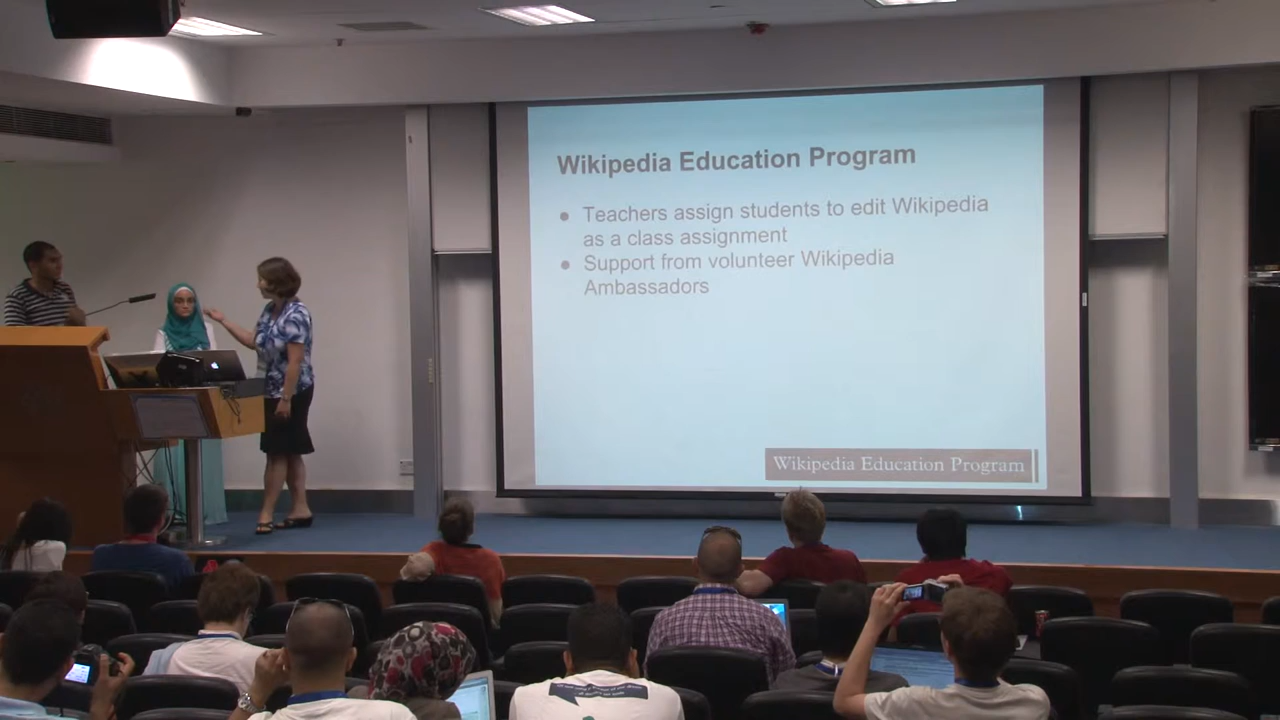 Wikipedia Education Program
● Teachers assign students to edit Wikipedia
as a class assignment
● Support from volunteer Wikipedia
Ambassadors
Wikipedia Education Program